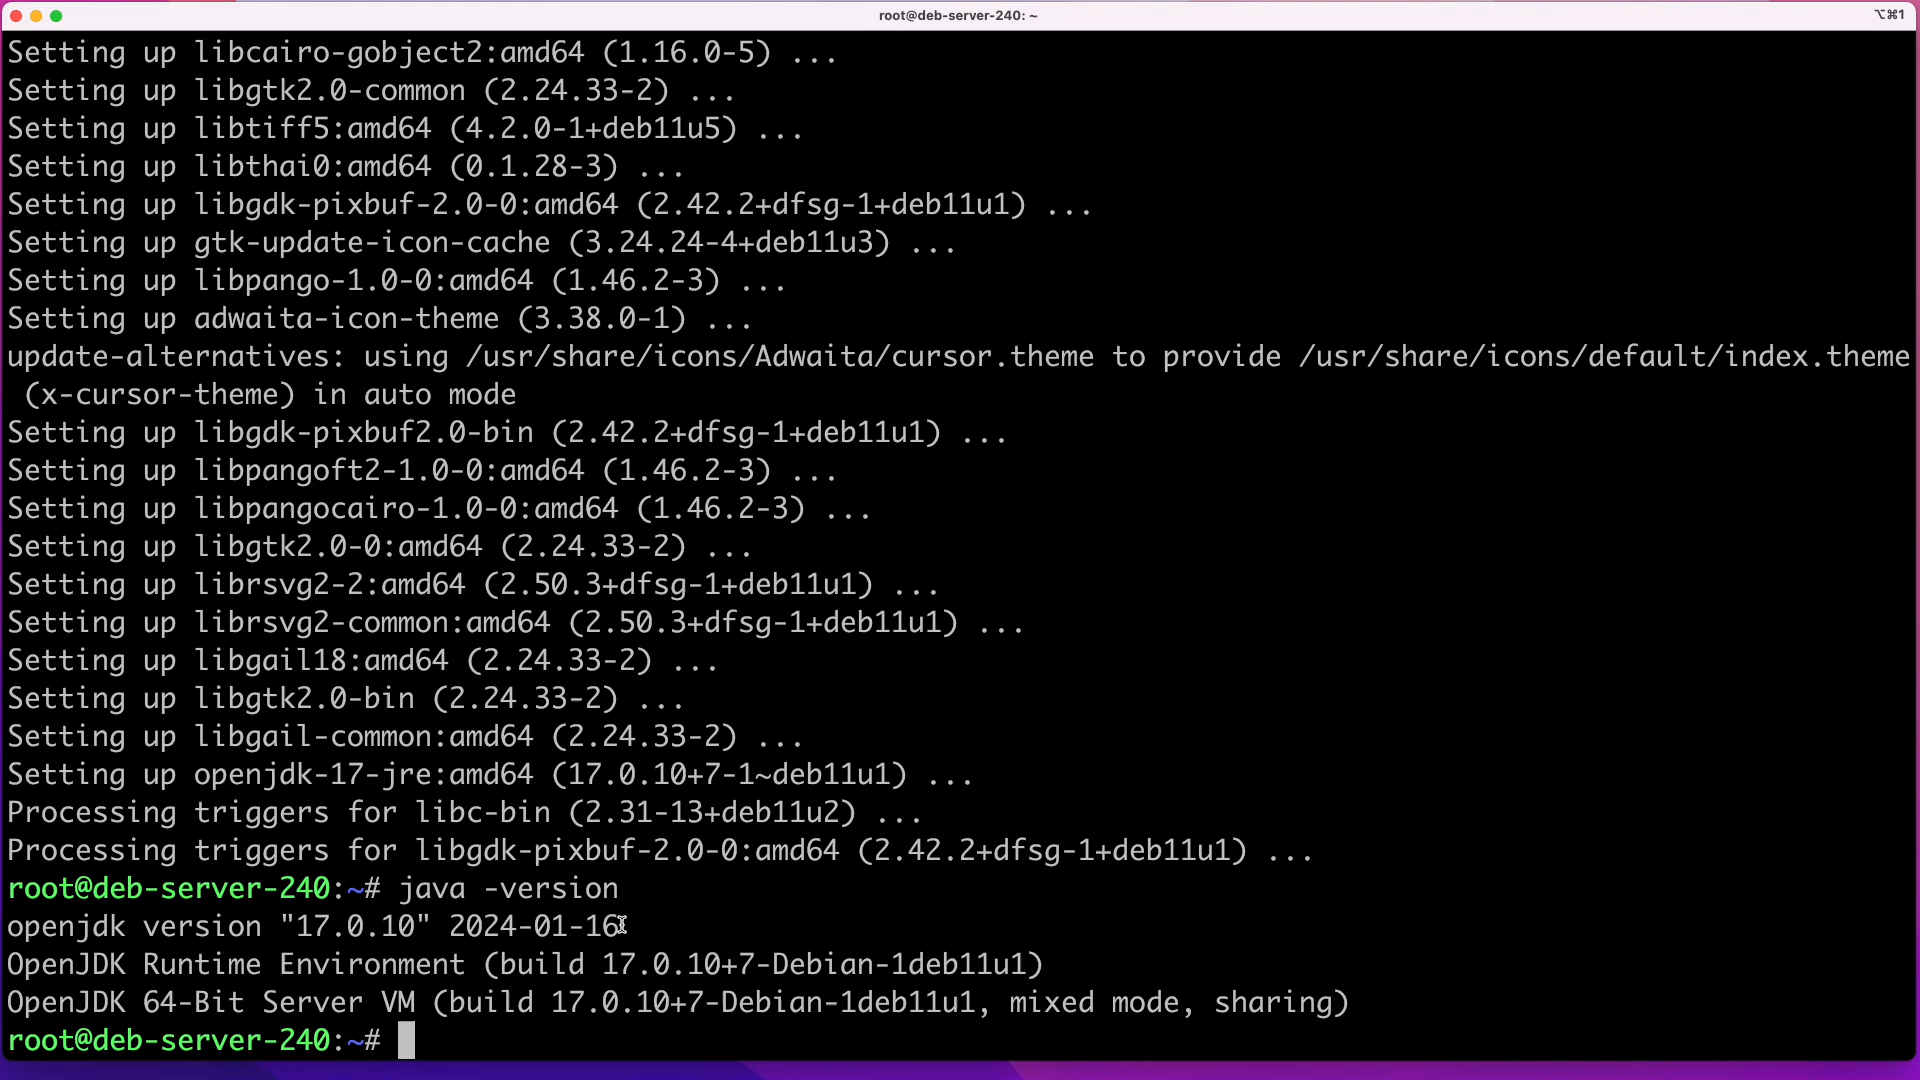 root@deb-server-240: ~
⌥⌘1
Setting up libcairo-gobject2:amd64 (1.16.0-5) ...
Setting up libgtk2.0-common (2.24.33-2) ...
Setting up libtiff5:amd64 (4.2.0-1+deb11u5) ...
Setting up libthai0:amd64 (0.1.28-3) ...
Setting up libgdk-pixbuf-2.0-0:amd64 (2.42.2+dfsg-1+deb11u1) ...
Setting up gtk-update-icon-cache (3.24.24-4+deb11u3) ...
Setting up libpango-1.0-0:amd64 (1.46.2-3) ...
Setting up adwaita-icon-theme (3.38.0-1) ...
update-alternatives: using /usr/share/icons/Adwaita/cursor.theme to provide /usr/share/icons/default/index.theme
(x-cursor-theme) in auto mode
Setting up libgdk-pixbuf2.0-bin (2.42.2+dfsg-1+deb11u1) ...
Setting up libpangoft2-1.0-0:amd64 (1.46.2-3) ...
Setting up libpangocairo-1.0-0:amd64 (1.46.2-3) ...
Setting up libgtk2.0-0:amd64 (2.24.33-2) ...
Setting up librsvg2-2:amd64 (2.50.3+dfsg-1+deb11u1) ...
Setting up librsvg2-common:amd64 (2.50.3+dfsg-1+deb11u1) ...
Setting up libgail18:amd64 (2.24.33-2) ...
Setting up libgtk2.0-bin (2.24.33-2) ...
Setting up libgail-common:amd64 (2.24.33-2) ...
Setting up openjdk-17-jre:amd64 (17.0.10+7-1~deb11u1) ...
Processing triggers for libc-bin (2.31-13+deb11u2) ...
Processing triggers for libgdk-pixbuf-2.0-0:amd64 (2.42.2+dfsg-1+deb11u1) ...
root@deb-server-240:~# java -version
openjdk version "17.0.10" 2024-01-16
OpenJDK Runtime Environment (build 17.0.10+7-Debian-1deb11u1)
OpenJDK 64-Bit Server VM (build 17.0.10+7-Debian-1deb11u1, mixed mode, sharing)
root@deb-server-240:~#